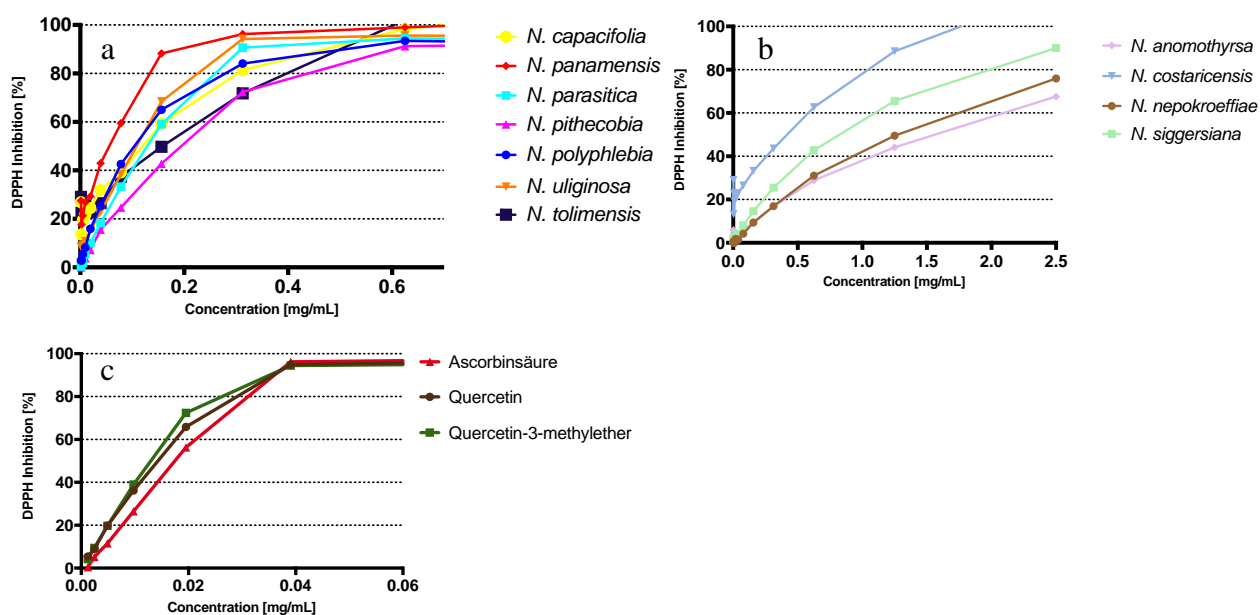 a
DPPH Inhibition [%]
100
80
60
40
20
0
0.0 0.2 0.4 0.6
Concentration [mg/mL]
N. capacifolia
N. panamensis
N. parasitica
N. pithecobia
N. polyphlebia
N. uliginosa
N. tolimensis
b
DPPH Inhibition [%]
100
80
60
40
20
0
0.0 0.5 1.0 1.5 2.0 2.5
Concentration [mg/mL]
N. anomothyrsa
N. costaricensis
N. nepokroeffiae
N. siggersiana
c
DPPH Inhibition [%]
100
80
60
40
20
0
0.00 0.02 0.04 0.06
Concentration [mg/mL]
Ascorbinsäure
Quercetin
Quercetin-3-methylether